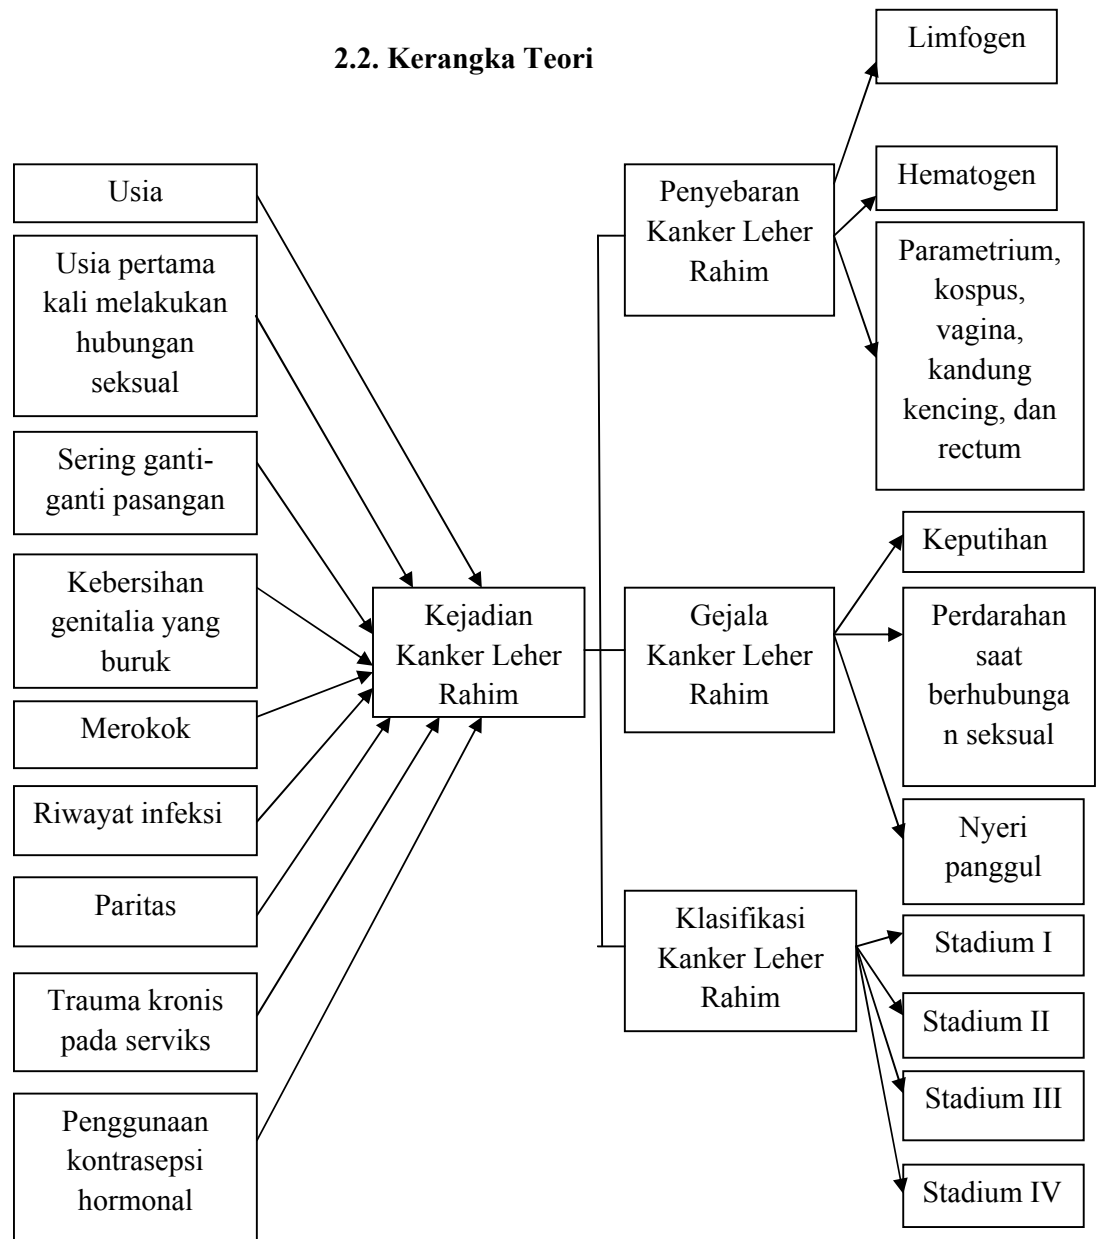 2.2. Kerangka Teori
Usia
Usia pertama
kali melakukan
hubungan
seksual
Sering ganti-
ganti pasangan
Kebersihan
genitalia yang
buruk
Merokok
Riwayat infeksi
Paritas
Trauma kronis
pada serviks
Penggunaan
kontrasepsi
hormonal
Kejadian
Kanker Leher
Rahim
Penyebaran
Kanker Leher
Rahim
Limfogen
Hematogen
Parametrium,
kospus,
vagina,
kandung
kencing, dan
rectum
Gejala
Kanker Leher
Rahim
Keputihan
Perdarahan
saat
berhubunga
n seksual
Nyeri
panggul
Klasifikasi
Kanker Leher
Rahim
Stadium I
Stadium II
Stadium III
Stadium IV